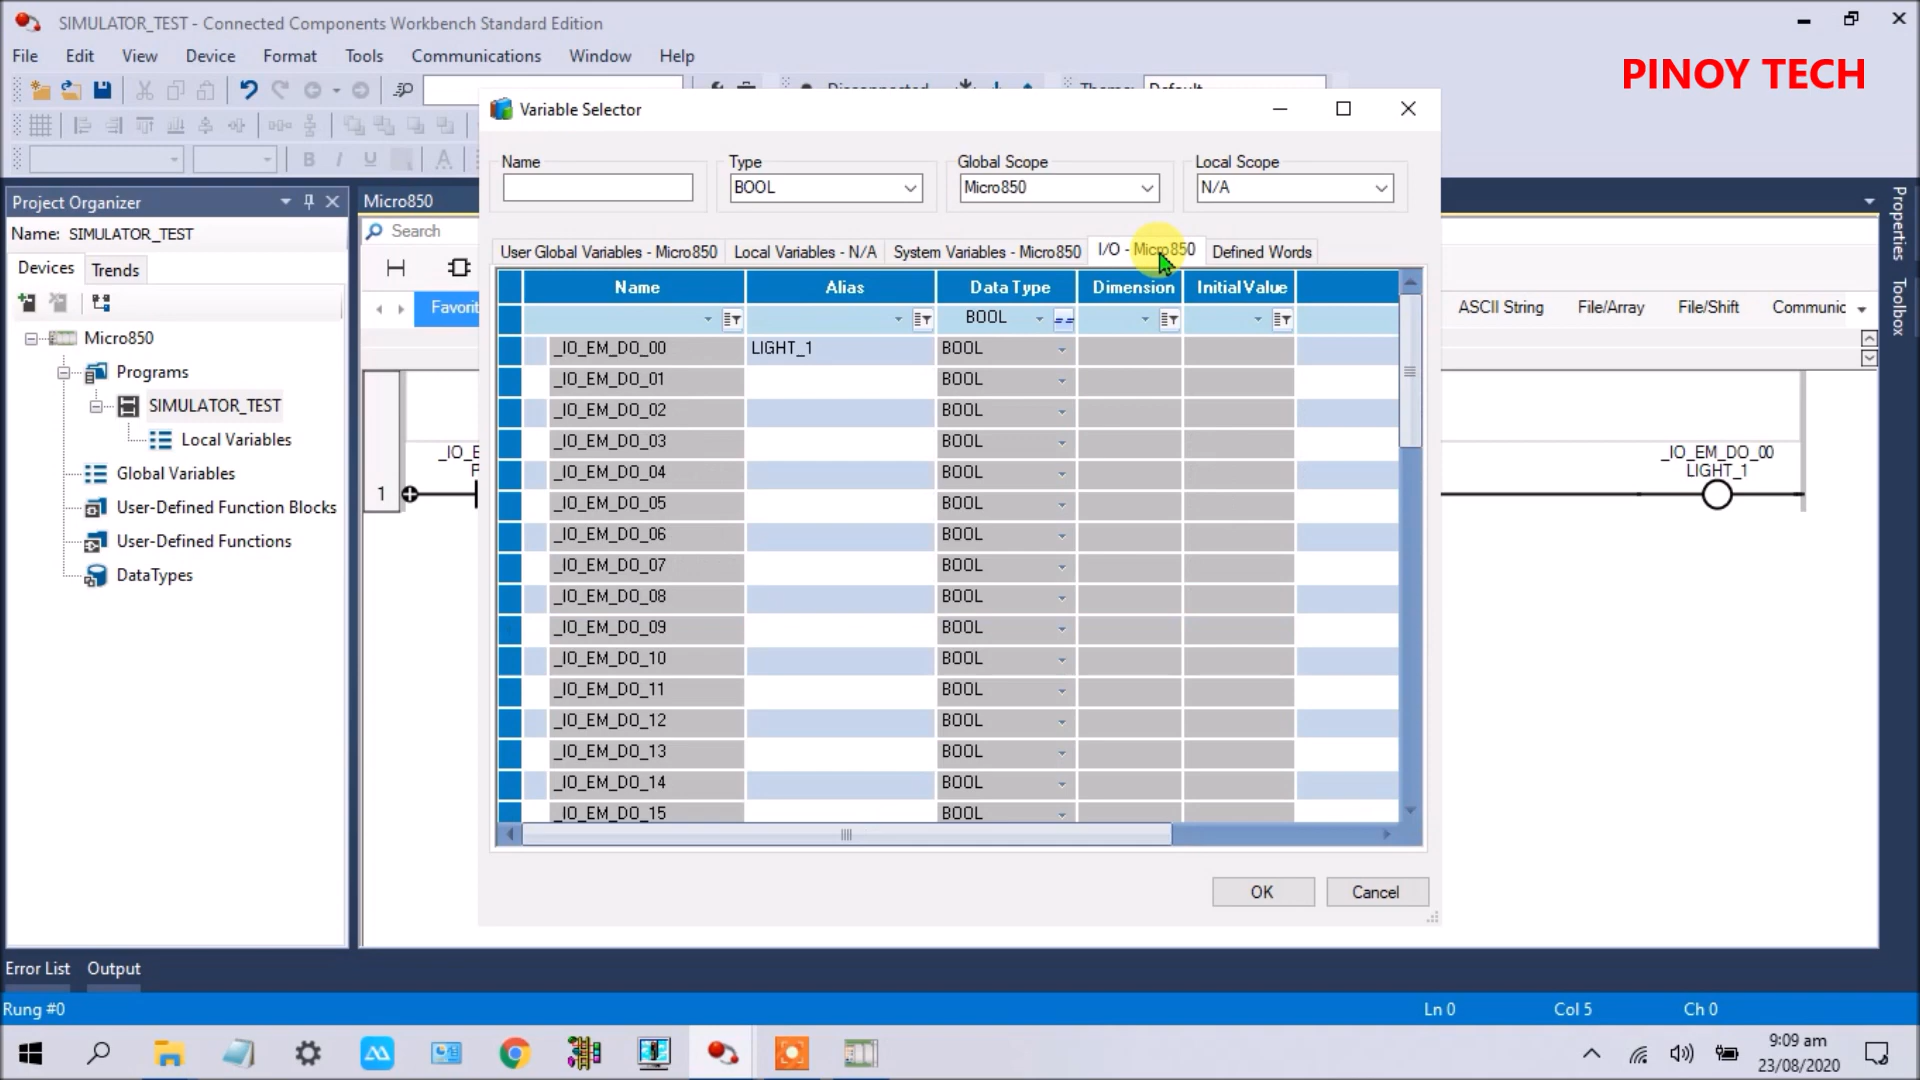 SIMULATOR_TEST - Connected Components Workbench Standard Edition
File Edit View Device Format Tools Communications Window Help
PINOY TECH
Variable Selector
Name Type Global Scope Local Scope
BOOL Micro850 N/A
Project Organizer
Micro850
Name: SIMULATOR_TEST
Search
Devices Trends
User Global Variables - Micro850 Local Variables - N/A System Variables - Micro850 I/O - Micro850 Defined Words
Properties
Toolbox
Name Alias Data Type Dimension Initial Value
BOOL
Favorit
ASCII String File/Array File/Shift Communic
Micro850
Programs
SIMULATOR_TEST
Local Variables
Global Variables
User-Defined Function Blocks
User-Defined Functions
DataTypes
_IO_EM_DO_00 LIGHT_1 BOOL
_IO_EM_DO_01 BOOL
_IO_EM_DO_02 BOOL
_IO_EM_DO_03 BOOL
_IO_EM_DO_04 BOOL
_IO_EM_DO_05 BOOL
_IO_EM_DO_06 BOOL
_IO_EM_DO_07 BOOL
_IO_EM_DO_08 BOOL
_IO_EM_DO_09 BOOL
_IO_EM_DO_10 BOOL
_IO_EM_DO_11 BOOL
_IO_EM_DO_12 BOOL
_IO_EM_DO_13 BOOL
_IO_EM_DO_14 BOOL
_IO_EM_DO_15 BOOL
_IO_E
P
1
_IO_EM_DO_00
LIGHT_1
OK Cancel
Error List Output
Rung #0 Ln 0 Col 5 Ch 0
9:09 am
23/08/2020